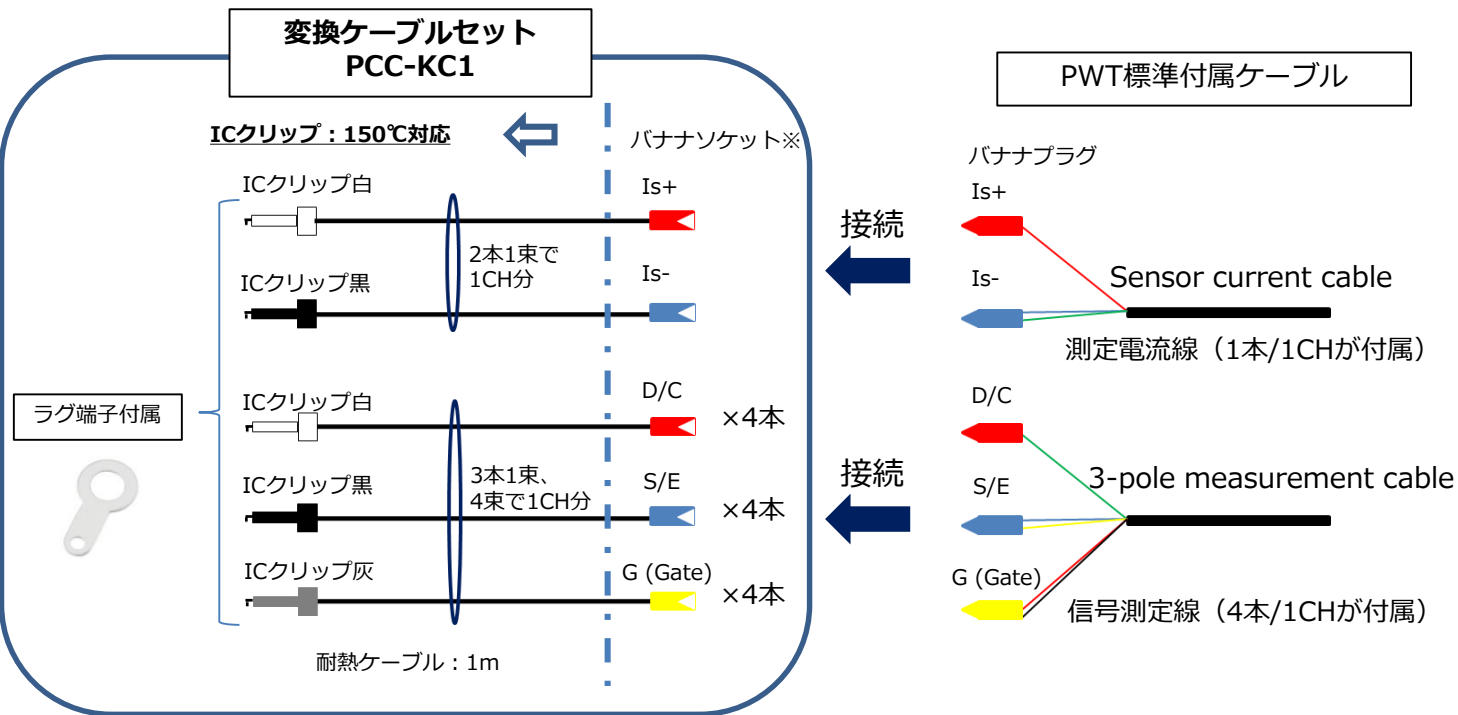 変換ケーブルセット
PCC-KC1
PWT標準付属ケーブル
ICクリップ：150℃対応
バナナソケット※
バナナプラグ
ICクリップ白
Is+
Is+
接続
2本1束で
1CH分
ICクリップ黒
Is-
Is-
Sensor current cable
測定電流線（1本/1CHが付属）
ラグ端子付属
ICクリップ白
D/C
×4本
D/C
3本1束、
4束で1CH分
ICクリップ黒
S/E
×4本
接続
S/E
3-pole measurement cable
ICクリップ灰
G (Gate)
×4本
G (Gate)
信号測定線（4本/1CHが付属）
耐熱ケーブル：1m